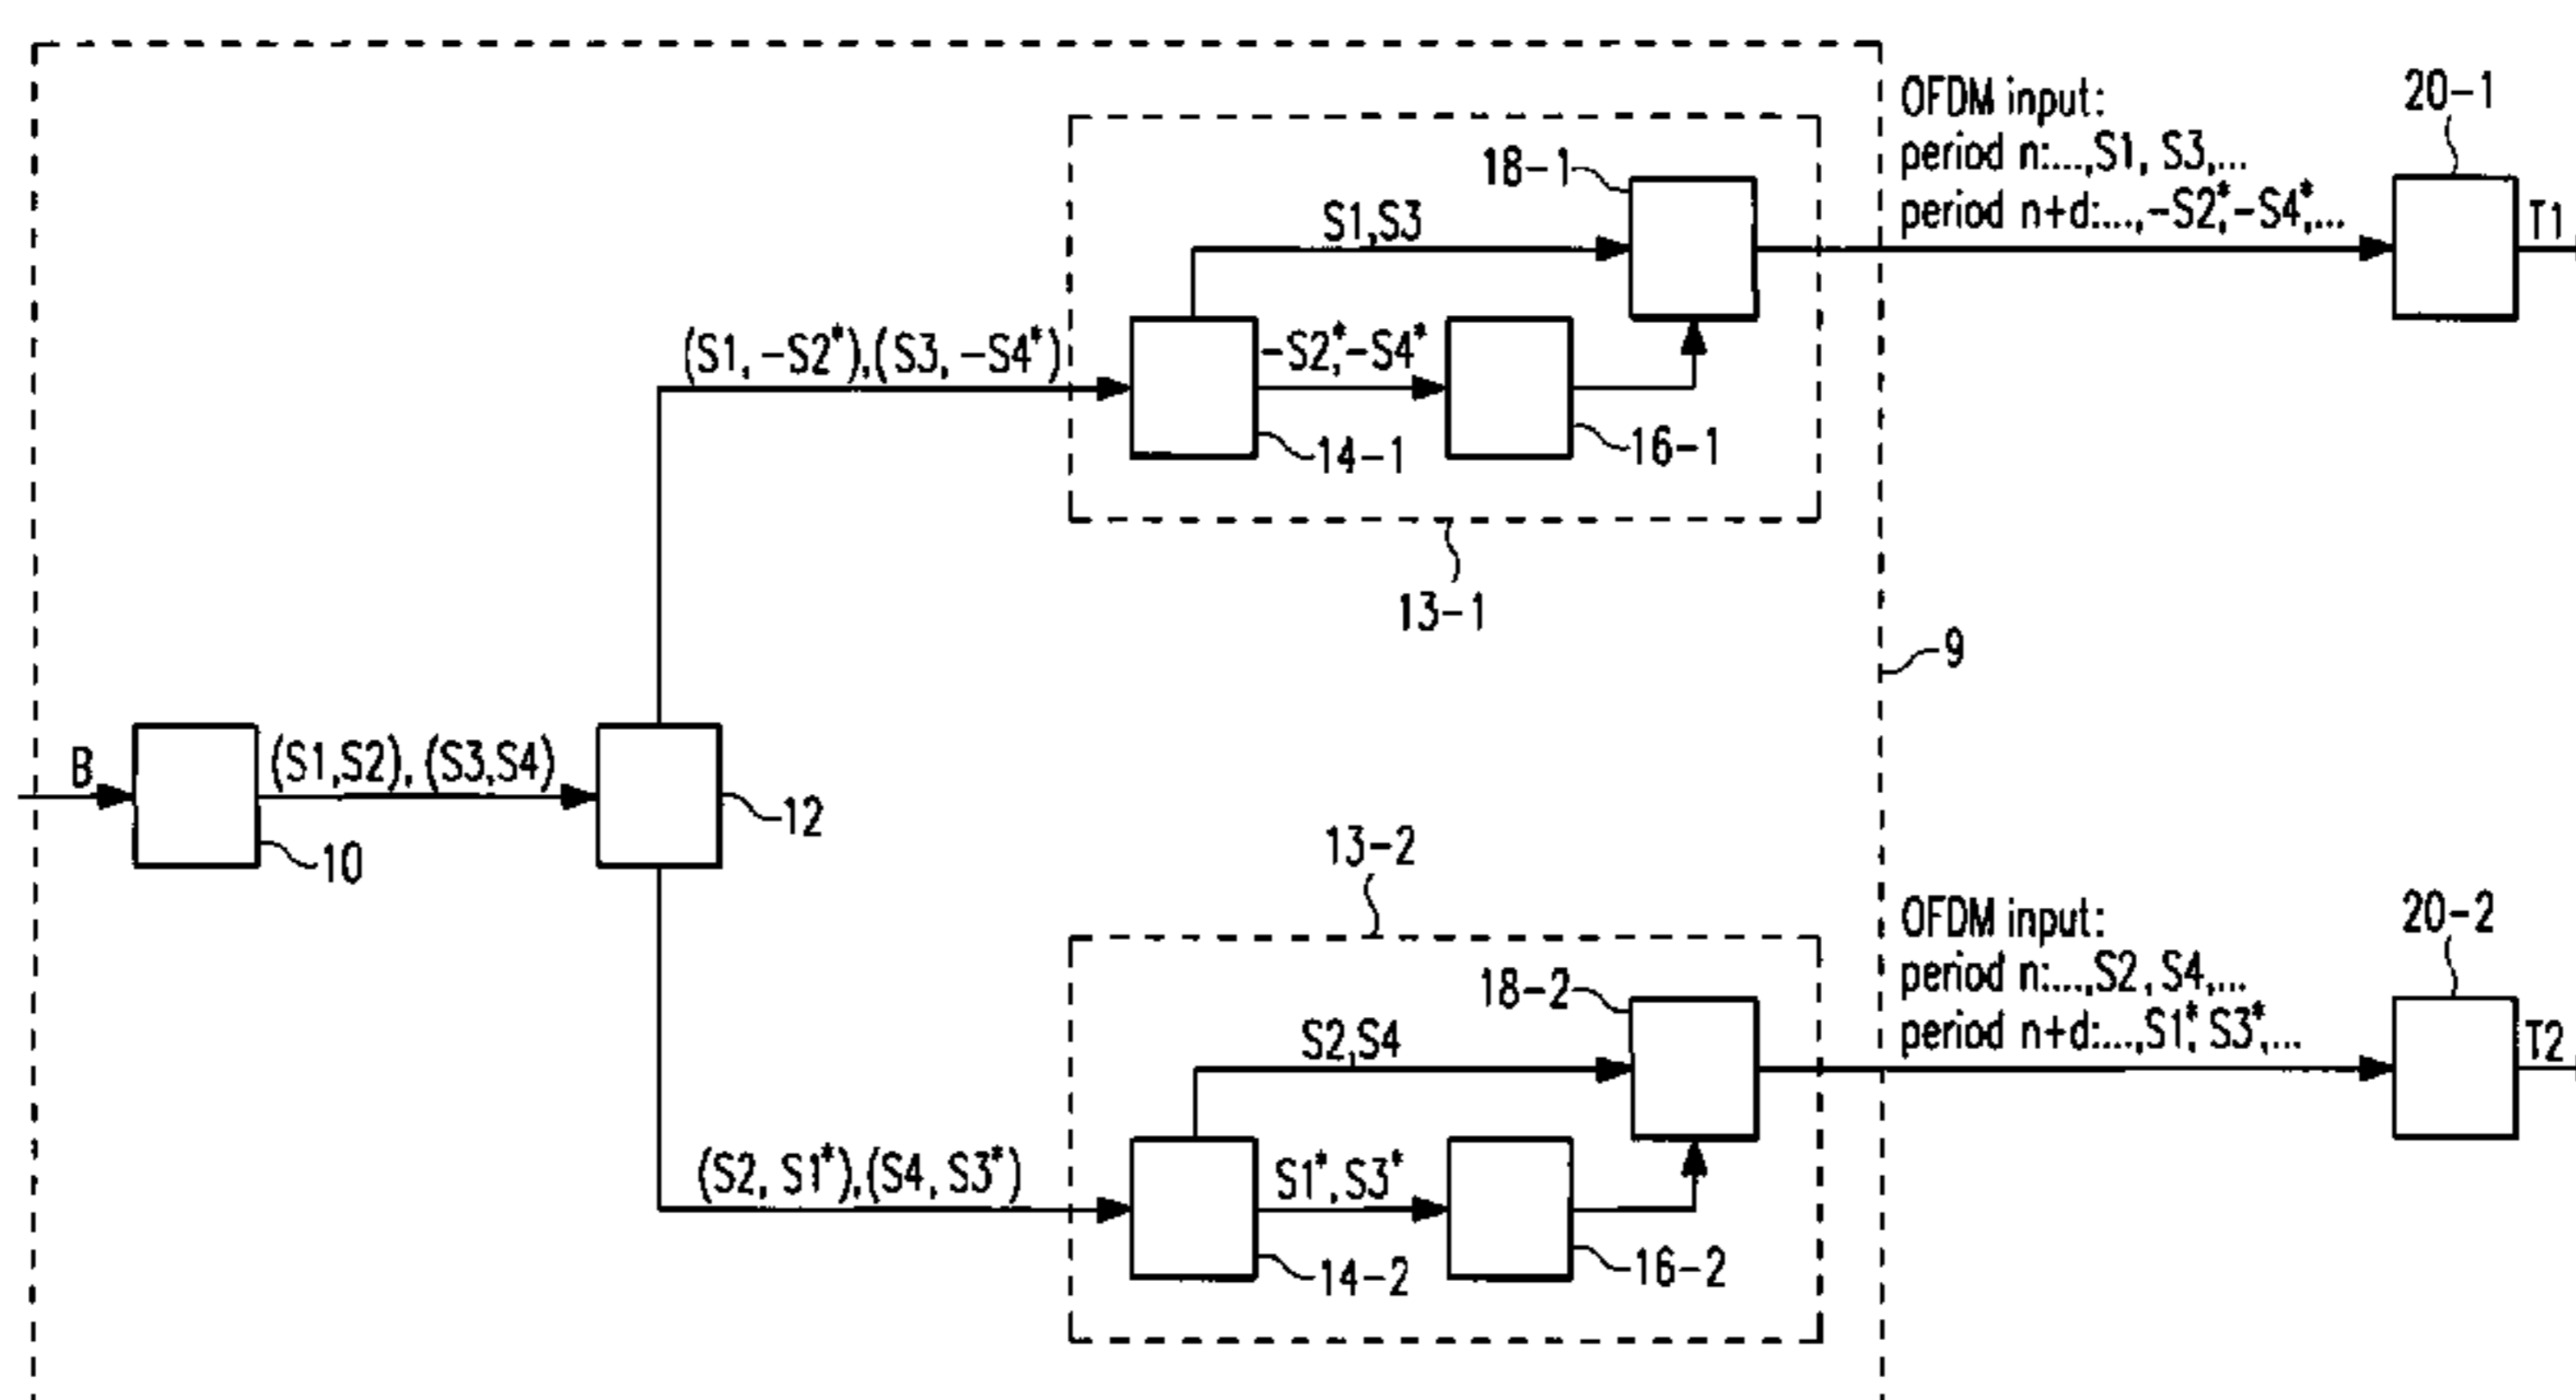 OFDM input:
period n:...,S1, S3,...
period n+d:...,-S2*,-S4*,...
20-1
T1
18-1
S1,S3
(S1, -S2*),(S3, -S4*)
-S2*,-S4*
14-1
16-1
13-1
9
B
(S1,S2), (S3,S4)
10
12
13-2
OFDM input:
period n:...,S2, S4,...
period n+d:...,S1*, S3*,...
20-2
T2
18-2
S2,S4
(S2, S1*),(S4, S3*)
S1*,S3*
14-2
16-2